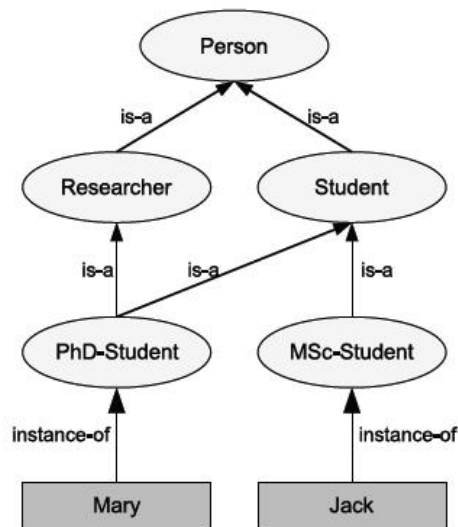 Person
is-a is-a
Researcher Student
is-a is-a is-a
PhD-Student MSc-Student
instance-of instance-of
Mary Jack